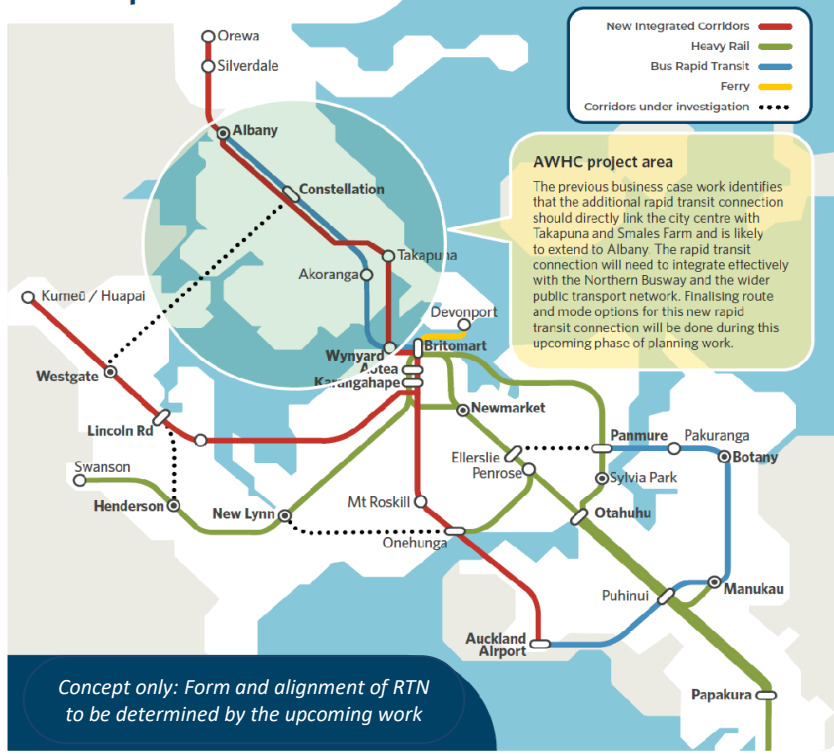 New Integrated Corridors
Heavy Rail
Bus Rapid Transit
Ferry
Corridors under investigation
Orewa
Silverdale
Albany
Constellation
Takapuna
Akoranga
Kumeū / Huapai
Devonport
Wynyard
Britomart
Aotea
Karangahape
Westgate
Lincoln Rd
Newmarket
Swanson
Henderson
New Lynn
Ellerslie
Penrose
Panmure
Pakuranga
Botany
Sylvia Park
Mt Roskill
Onehunga
Otahuhu
Puhinui
Manukau
Auckland
Airport
Papakura
AWHC project area
The previous business case work identifies
that the additional rapid transit connection
should directly link the city centre with
Takapuna and Smales Farm and is likely
to extend to Albany. The rapid transit
connection will need to integrate effectively
with the Northern Busway and the wider
public transport network. Finalising route
and mode options for this new rapid
transit connection will be done during this
upcoming phase of planning work.
Concept only: Form and alignment of RTN
to be determined by the upcoming work